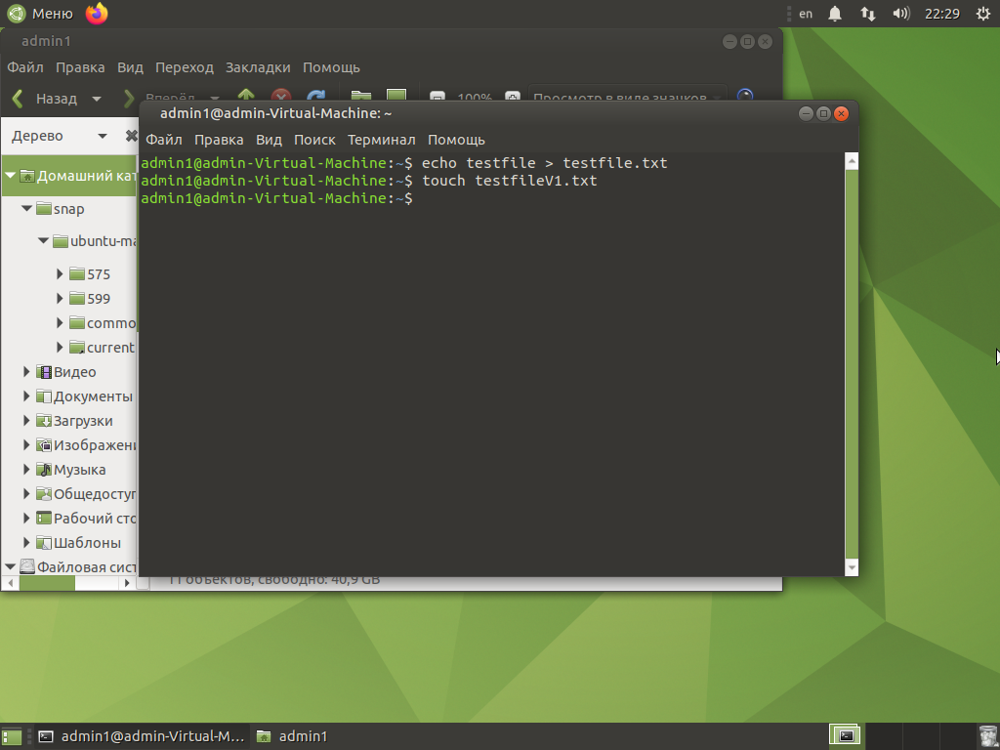 Меню
en
22:29
admin1
Файл Правка Вид Переход Закладки Помощь
Назад Вперёд 100% Просмотр в виде значков
Дерево
admin1@admin-Virtual-Machine: ~
Файл Правка Вид Поиск Терминал Помощь
admin1@admin-Virtual-Machine:~$ echo testfile > testfile.txt
admin1@admin-Virtual-Machine:~$ touch testfileV1.txt
admin1@admin-Virtual-Machine:~$
Домашний кат
snap
ubuntu-ma
575
599
commo
current
Видео
Документы
Загрузки
Изображени
Музыка
Общедоступ
Рабочий сто
Шаблоны
Файловая сист
11 объектов, свободно: 40,9 GB
admin1@admin-Virtual-M...
admin1